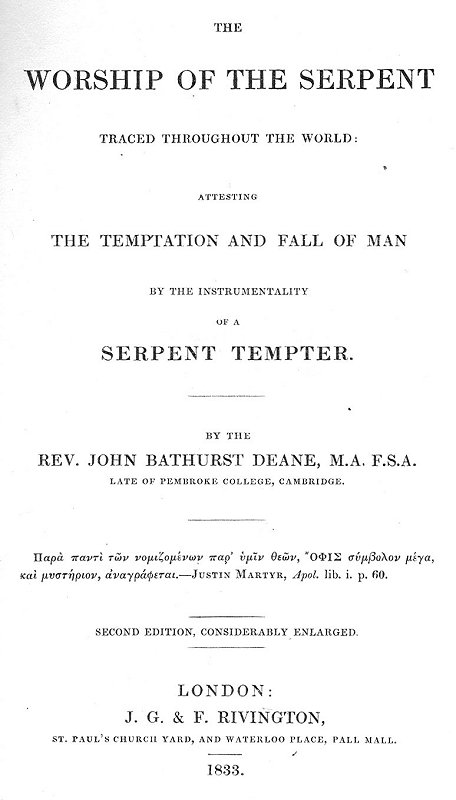 THE
WORSHIP OF THE SERPENT
TRACED THROUGHOUT THE WORLD:
ATTESTING
THE TEMPTATION AND FALL OF MAN
BY THE INSTRUMENTALITY
OF A
SERPENT TEMPTER.
BY THE
REV. JOHN BATHURST DEANE, M.A. F.S.A.
LATE OF PEMBROKE COLLEGE, CAMBRIDGE.
Παρὰ παντὶ τῶν νομιζομένων παρ' ὑμῖν θεῶν, ὌΦΙΣ σύμβολον μέγα,
καὶ μυστήριον, ἀναγράφεται.—JUSTIN MARTYR, Apol. lib. i. p. 60.
SECOND EDITION, CONSIDERABLY ENLARGED.
LONDON:
J. G. & F. RIVINGTON,
ST. PAUL'S CHURCH YARD, AND WATERLOO PLACE, PALL MALL.
1833.